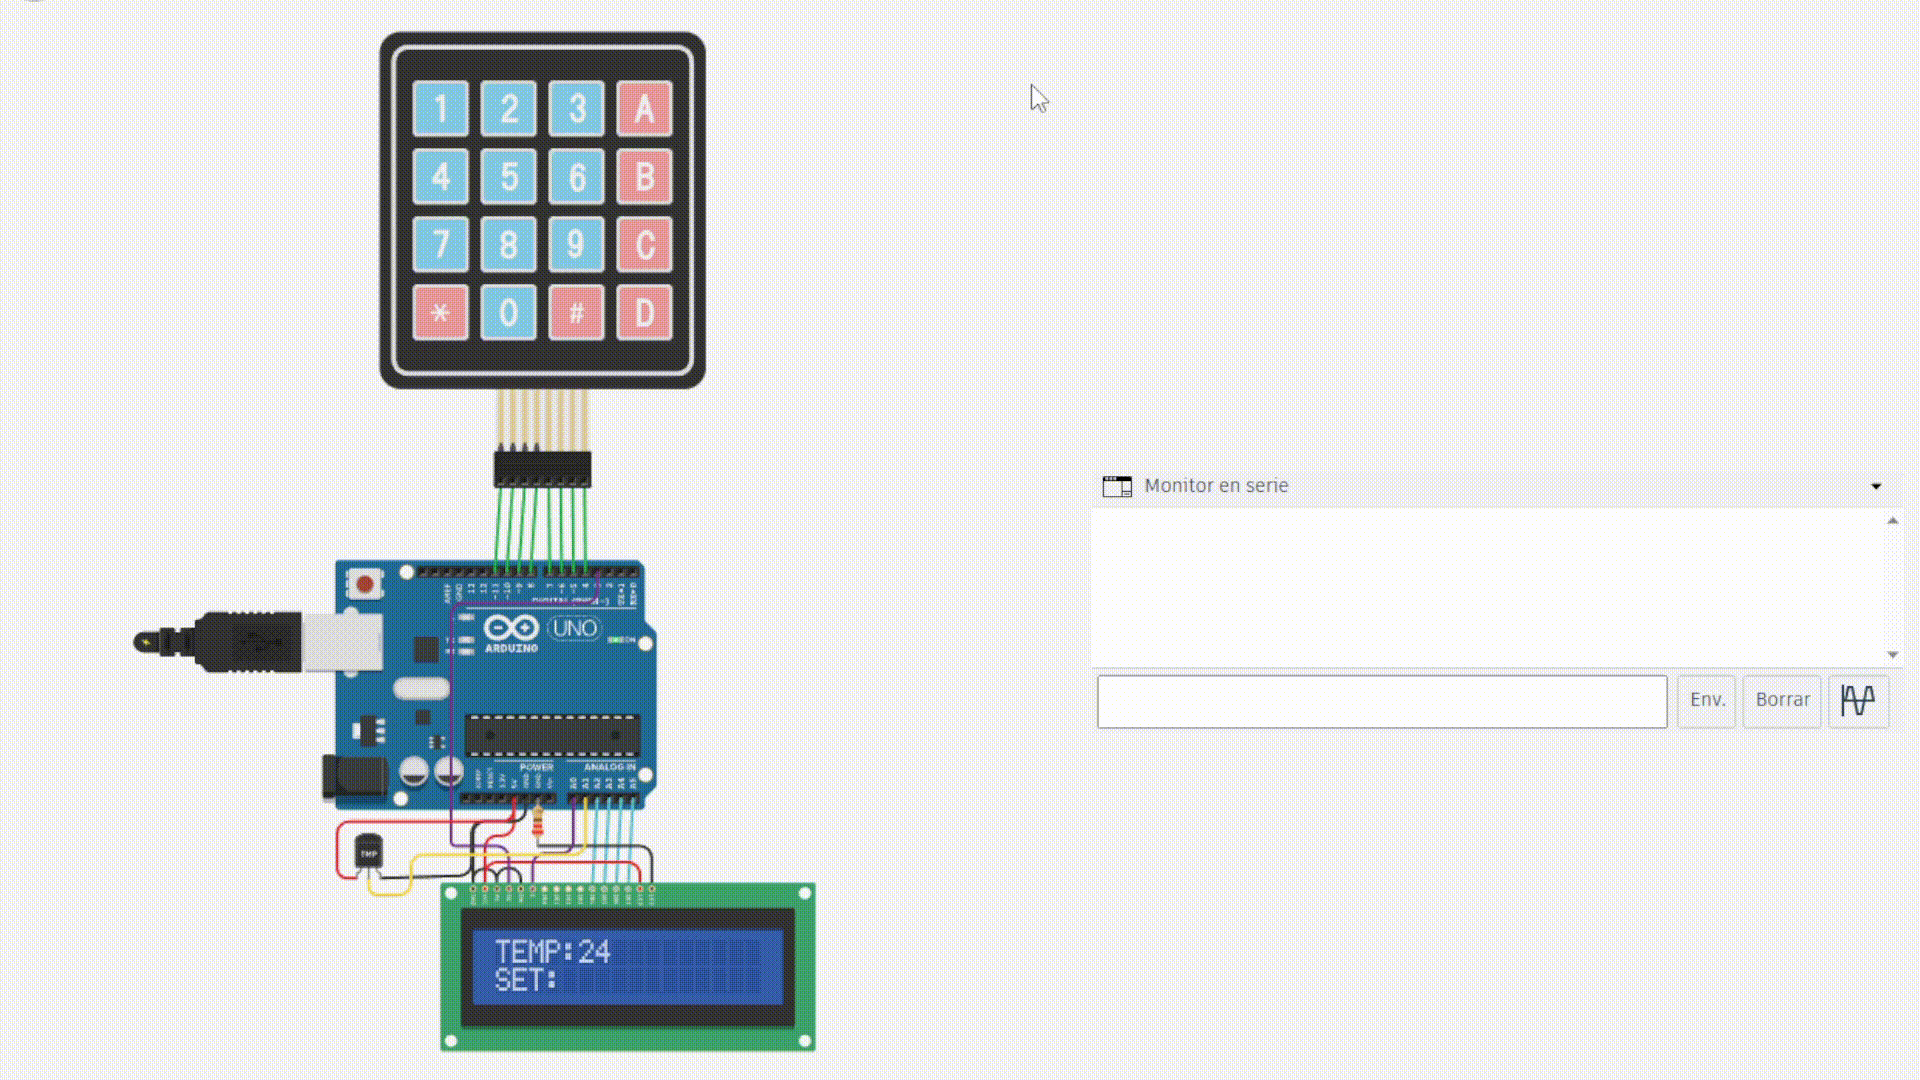 1 2 3 A
4 5 6 B
7 8 9 C
* 0 # D
Monitor en serie
Env.
Borrar
UNO
ON
ARDUINO
POWER
ANALOG IN
TMP
TEMP:24
SET: